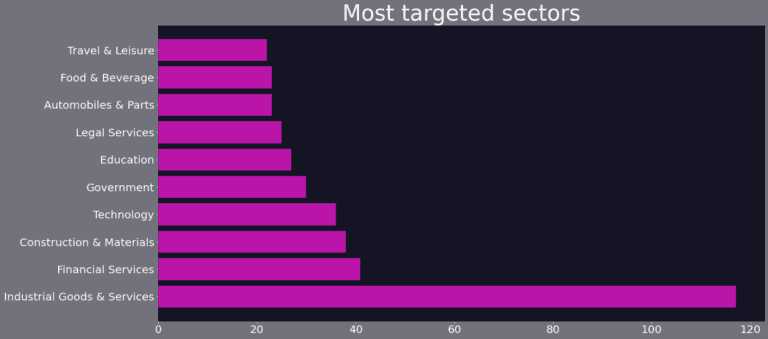 Most targeted sectors
Travel & Leisure
Food & Beverage
Automobiles & Parts
Legal Services
Education
Government
Technology
Construction & Materials
Financial Services
Industrial Goods & Services
0 20 40 60 80 100 120